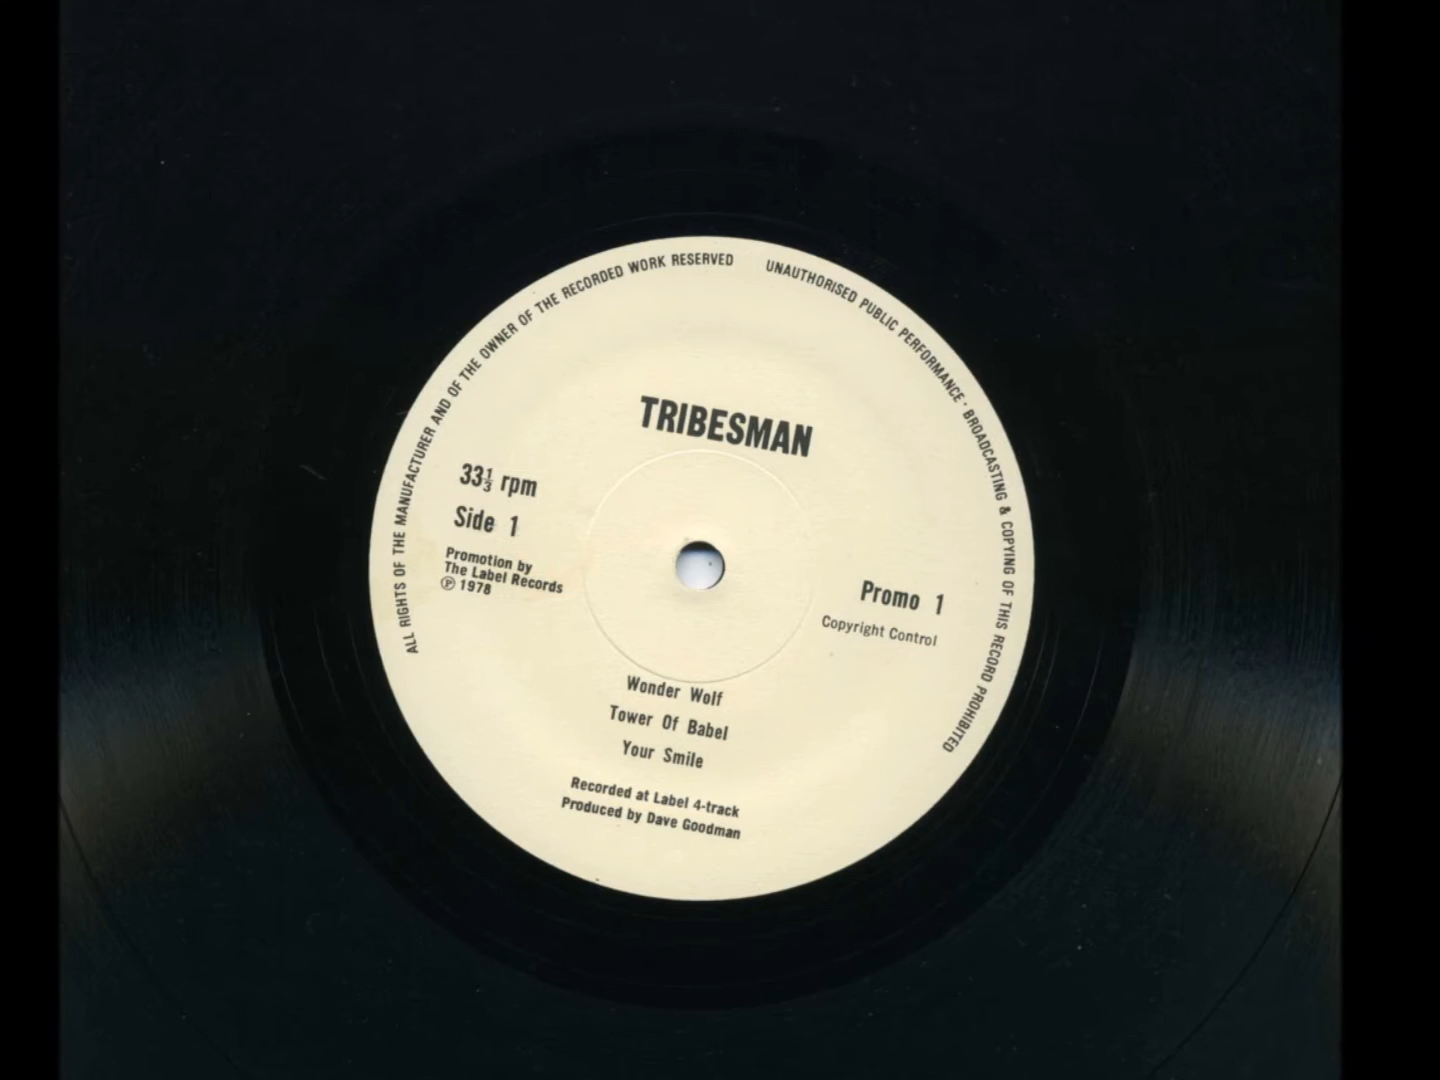 ALL RIGHTS OF THE MANUFACTURER AND OF THE OWNER OF THE RECORDED WORK RESERVED
UNAUTHORISED PUBLIC PERFORMANCE · BROADCASTING & COPYING OF THIS RECORD PROHIBITED
TRIBESMAN
33⅓ rpm
Side 1
Promotion by
The Label Records
℗ 1978
Promo 1
Copyright Control
Wonder Wolf
Tower Of Babel
Your Smile
Recorded at Label 4-track
Produced by Dave Goodman